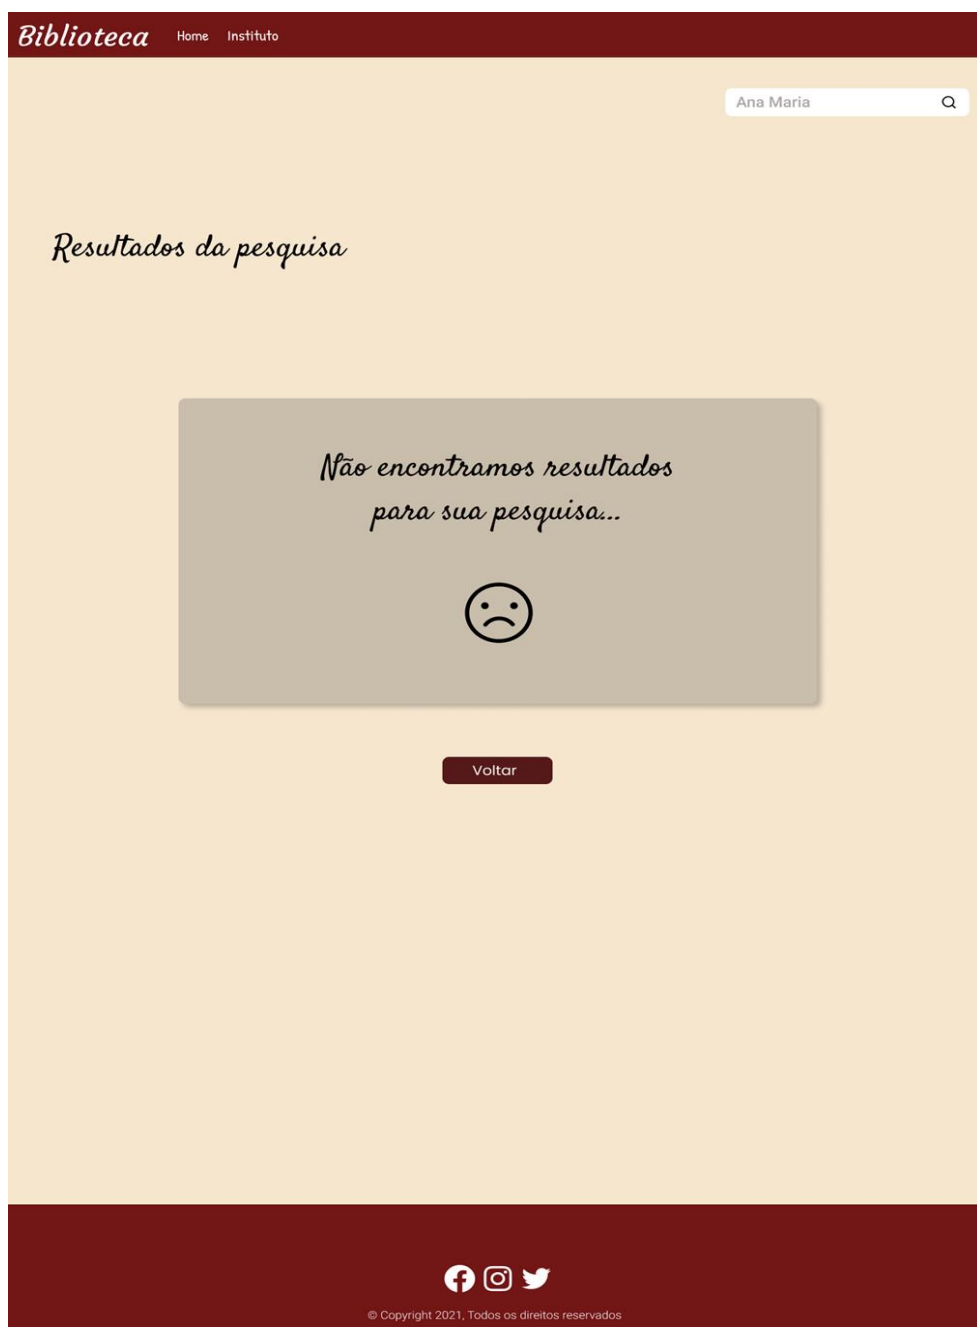 Biblioteca Home Instituto
Ana Maria
Resultados da pesquisa
Não encontramos resultados
para sua pesquisa...
Voltar
© Copyright 2021, Todos os direitos reservados